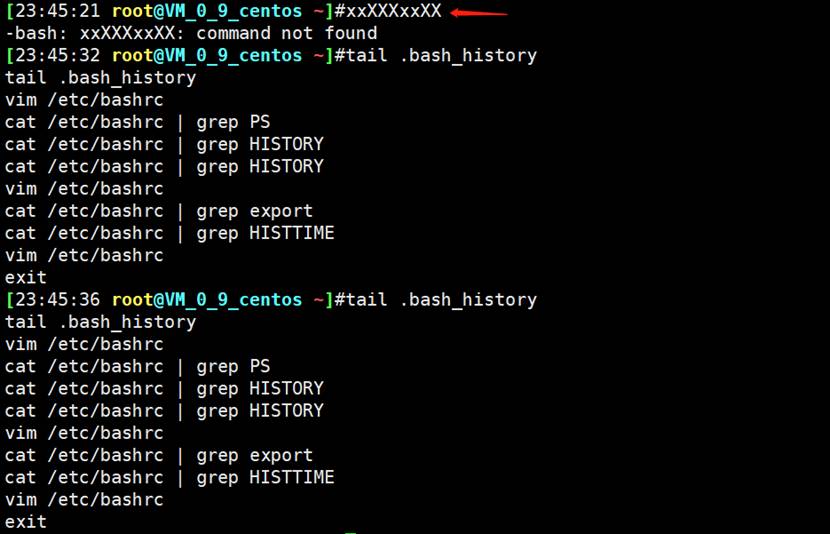 [23:45:21 root@VM_0_9_centos ~]#xxXXXxxXX
-bash: xxXXXxxXX: command not found
[23:45:32 root@VM_0_9_centos ~]#tail .bash_history
tail .bash_history
vim /etc/bashrc
cat /etc/bashrc | grep PS
cat /etc/bashrc | grep HISTORY
cat /etc/bashrc | grep HISTORY
vim /etc/bashrc
cat /etc/bashrc | grep export
cat /etc/bashrc | grep HISTTIME
vim /etc/bashrc
exit
[23:45:36 root@VM_0_9_centos ~]#tail .bash_history
tail .bash_history
vim /etc/bashrc
cat /etc/bashrc | grep PS
cat /etc/bashrc | grep HISTORY
cat /etc/bashrc | grep HISTORY
vim /etc/bashrc
cat /etc/bashrc | grep export
cat /etc/bashrc | grep HISTTIME
vim /etc/bashrc
exit